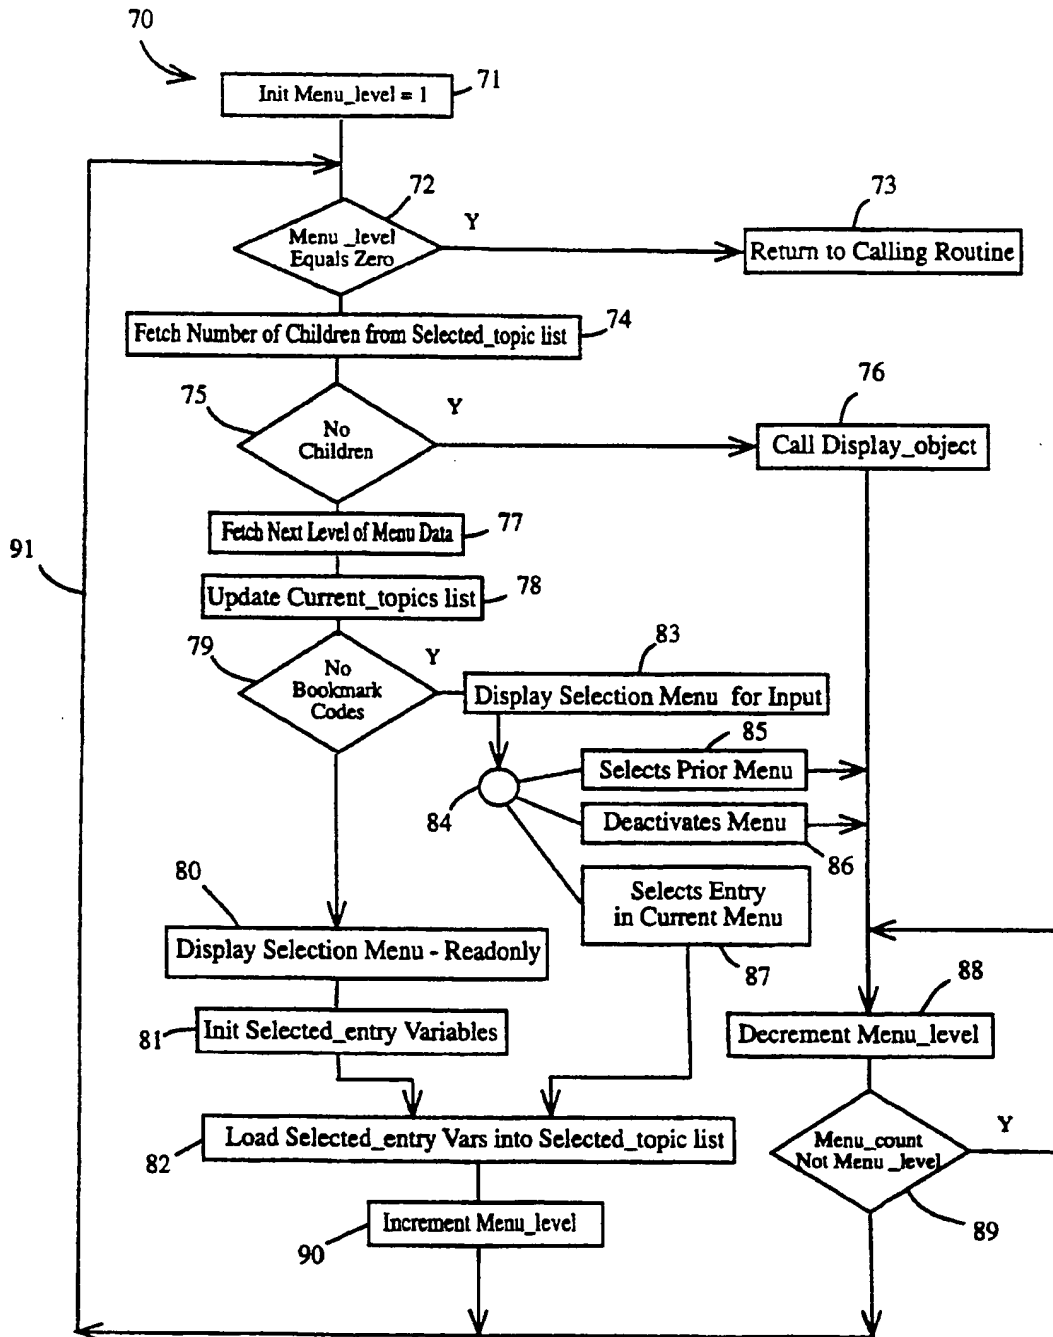 70
Init Menu_level = 1
71
72
Menu _level
Equals Zero
Y
73
Return to Calling Routine
Fetch Number of Children from Selected_topic list
74
75
No
Children
Y
76
Call Display_object
Fetch Next Level of Menu Data
77
91
Update Current_topics list
78
79
No
Bookmark
Codes
Y
83
Display Selection Menu for Input
84
85
Selects Prior Menu
Deactivates Menu
86
Selects Entry
in Current Menu
87
80
Display Selection Menu - Readonly
81
Init Selected_entry Variables
88
Decrement Menu_level
82
Load Selected_entry Vars into Selected_topic list
Menu_count
Not Menu _level
Y
89
90
Increment Menu_level